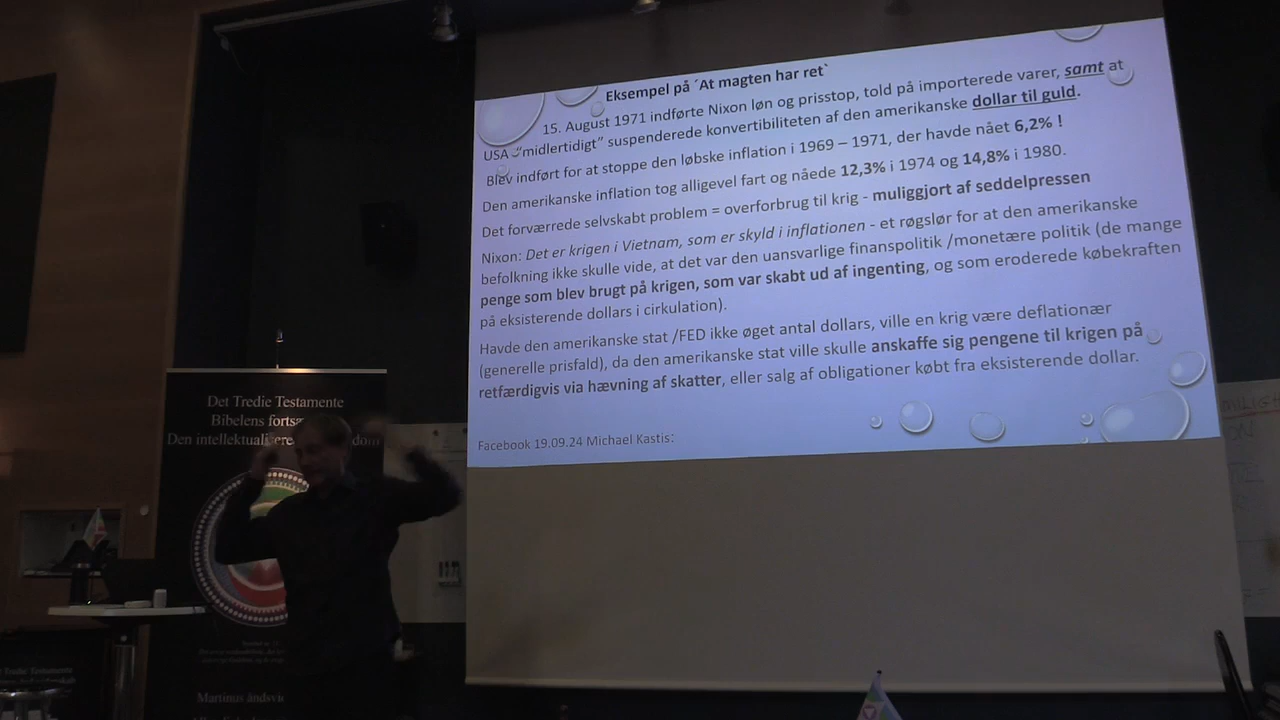 Eksempel på ´At magten har ret`
15. August 1971 indførte Nixon løn og prisstop, told på importerede varer, samt at
USA "midlertidigt" suspenderede konvertibiliteten af den amerikanske dollar til guld.
Blev indført for at stoppe den løbske inflation i 1969 – 1971, der havde nået 6,2% !
Den amerikanske inflation tog alligevel fart og nåede 12,3% i 1974 og 14,8% i 1980.
Det forværrede selvskabt problem = overforbrug til krig - muliggjort af seddelpressen
Nixon: Det er krigen i Vietnam, som er skyld i inflationen - et røgslør for at den amerikanske
befolkning ikke skulle vide, at det var den uansvarlige finanspolitik /monetære politik (de mange
penge som blev brugt på krigen, som var skabt ud af ingenting, og som eroderede købekraften
på eksisterende dollars i cirkulation).
Havde den amerikanske stat /FED ikke øget antal dollars, ville en krig være deflationær
(generelle prisfald), da den amerikanske stat ville skulle anskaffe sig pengene til krigen på
retfærdigvis via hævning af skatter, eller salg af obligationer købt fra eksisterende dollar.
Facebook 19.09.24 Michael Kastis:
Det Tredie Testamente
Bibelens
Den
Martinus
Tredie Testamente